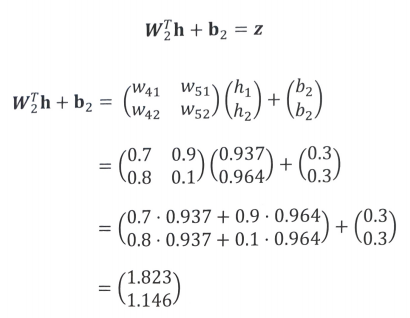 W₂ᵀh + b₂ = z
W₂ᵀh + b₂ = (w₄₁ w₅₁
w₄₂ w₅₂)(h₁
h₂) + (b₂
b₂)
= (0.7 0.9
0.8 0.1)(0.937
0.964) + (0.3
0.3)
= (0.7 · 0.937 + 0.9 · 0.964
0.8 · 0.937 + 0.1 · 0.964) + (0.3
0.3)
= (1.823
1.146)